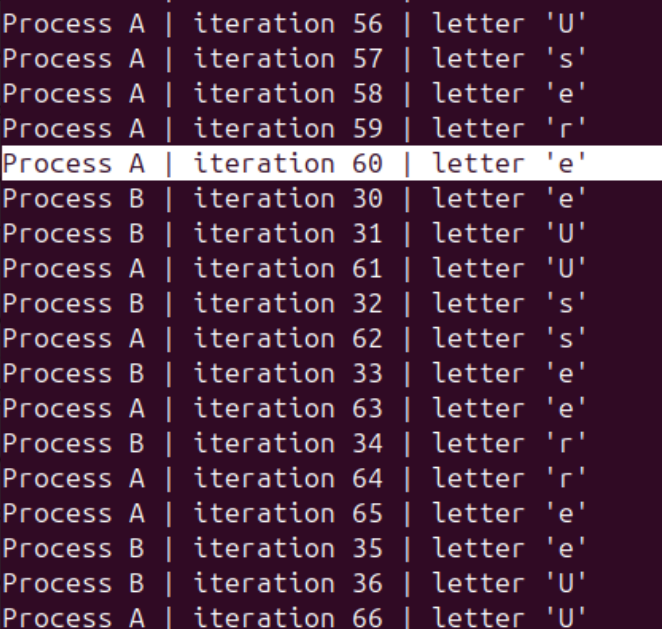 Process A | iteration 56 | letter 'U'
Process A | iteration 57 | letter 's'
Process A | iteration 58 | letter 'e'
Process A | iteration 59 | letter 'r'
Process A | iteration 60 | letter 'e'
Process B | iteration 30 | letter 'e'
Process B | iteration 31 | letter 'U'
Process A | iteration 61 | letter 'U'
Process B | iteration 32 | letter 's'
Process A | iteration 62 | letter 's'
Process B | iteration 33 | letter 'e'
Process A | iteration 63 | letter 'e'
Process B | iteration 34 | letter 'r'
Process A | iteration 64 | letter 'r'
Process A | iteration 65 | letter 'e'
Process B | iteration 35 | letter 'e'
Process B | iteration 36 | letter 'U'
Process A | iteration 66 | letter 'U'